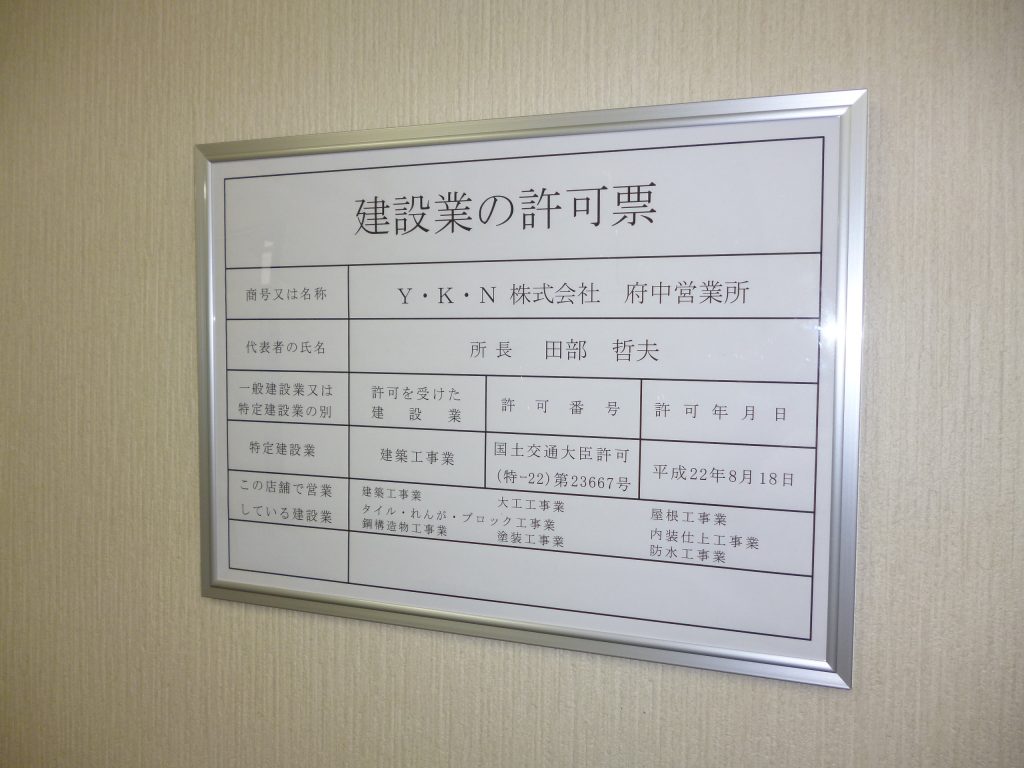 建設業の許可票
商号又は名称
Y・K・N 株式会社 府中営業所
代表者の氏名
所長 田部 哲夫
一般建設業又は
特定建設業の別
許可を受けた
建設業
許可番号
許可年月日
特定建設業
建築工事業
国土交通大臣許可
(特-22)第23667号
平成22年8月18日
この店舗で営業
している建設業
建築工事業 大工工事業 屋根工事業
タイル・れんが・ブロック工事業 内装仕上工事業
鋼構造物工事業 塗装工事業 防水工事業